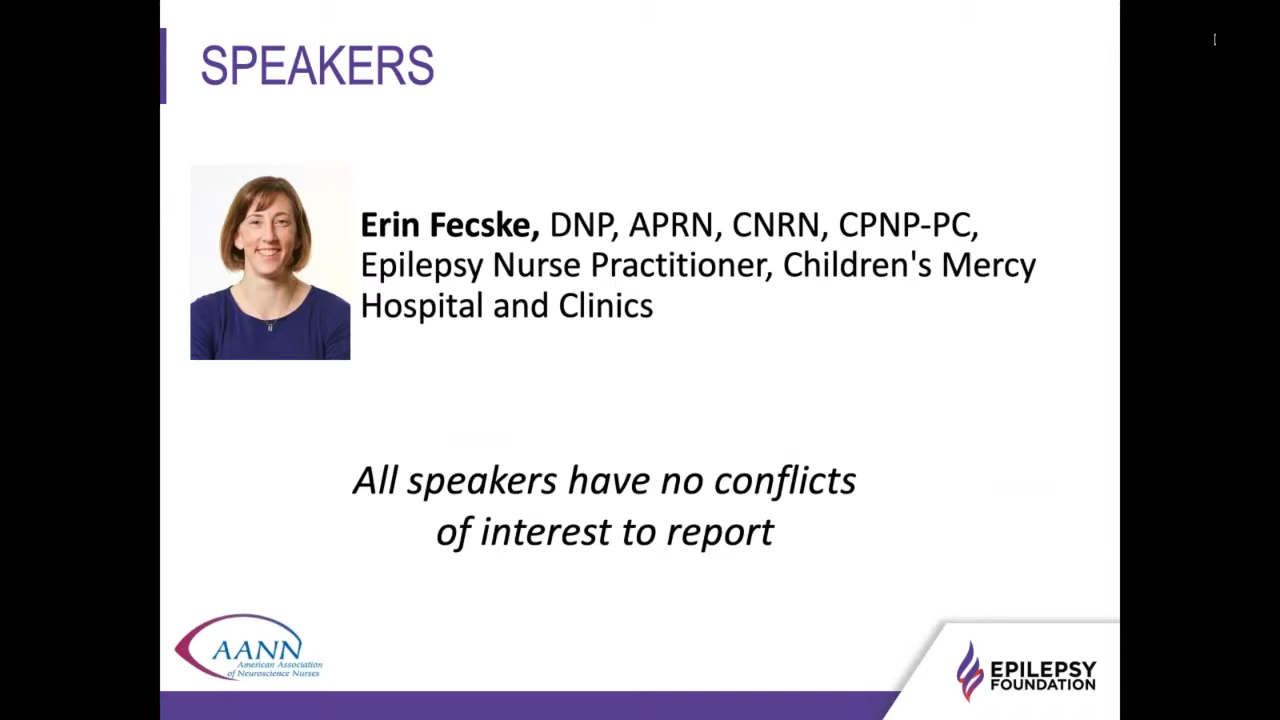 SPEAKERS
Erin Fecske, DNP, APRN, CNRN, CPNP-PC,
Epilepsy Nurse Practitioner, Children's Mercy
Hospital and Clinics
All speakers have no conflicts
of interest to report
AANN
American Association
of Neuroscience Nurses
EPILEPSY
FOUNDATION